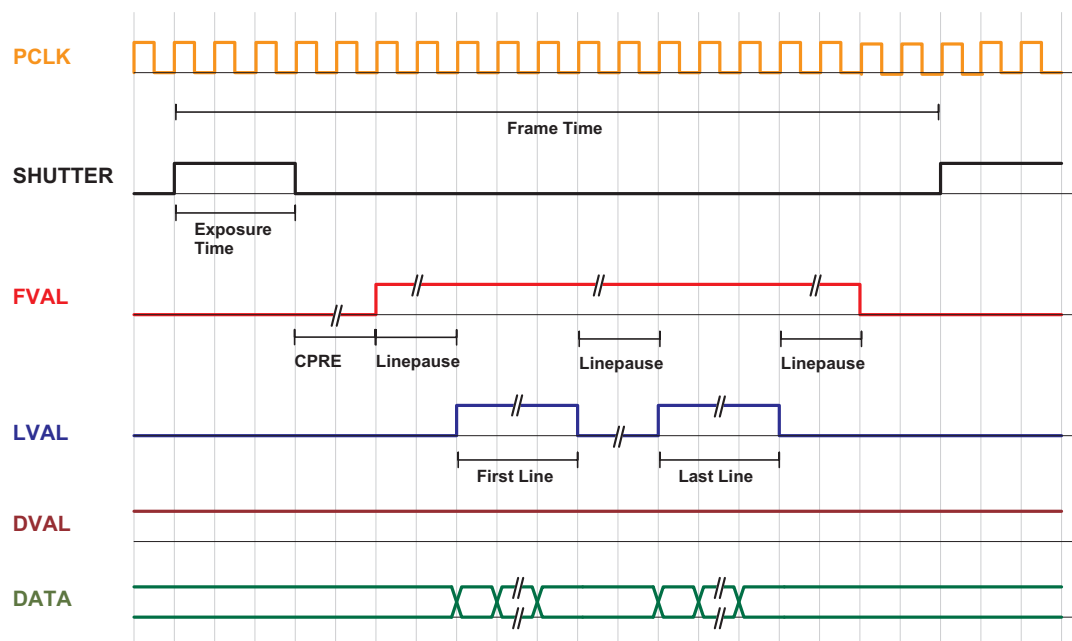 PCLK
Frame Time
SHUTTER
Exposure
Time
FVAL
CPRE
Linepause
Linepause
Linepause
LVAL
First Line
Last Line
DVAL
DATA